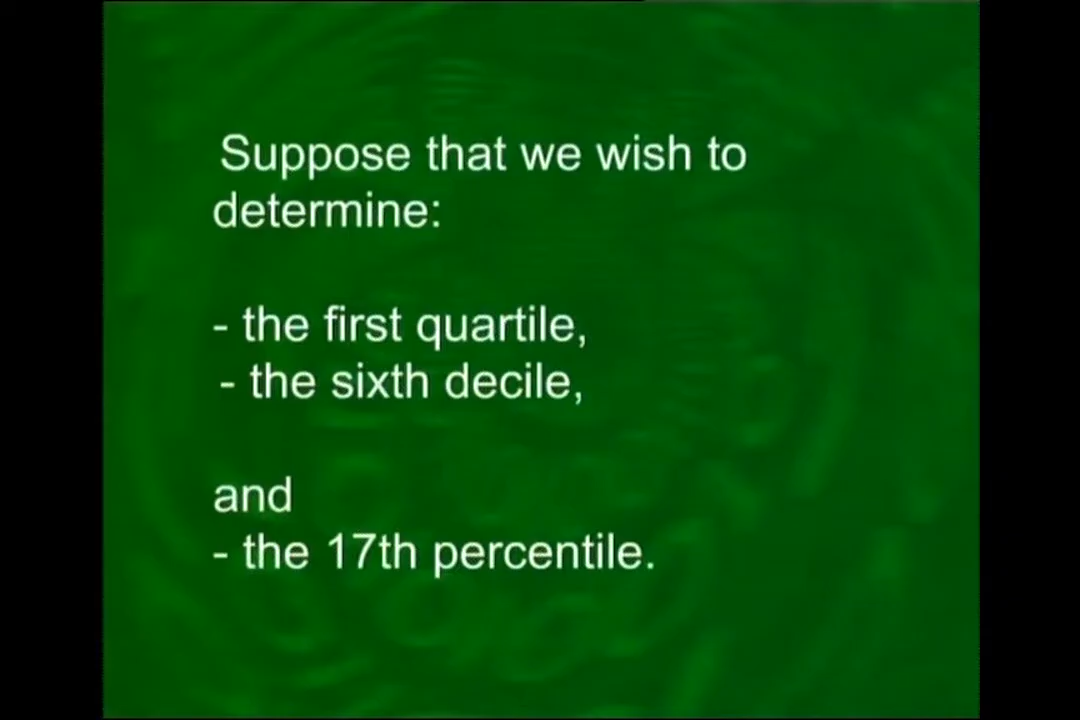 Suppose that we wish to
determine:
- the first quartile,
- the sixth decile,
and
- the 17th percentile.